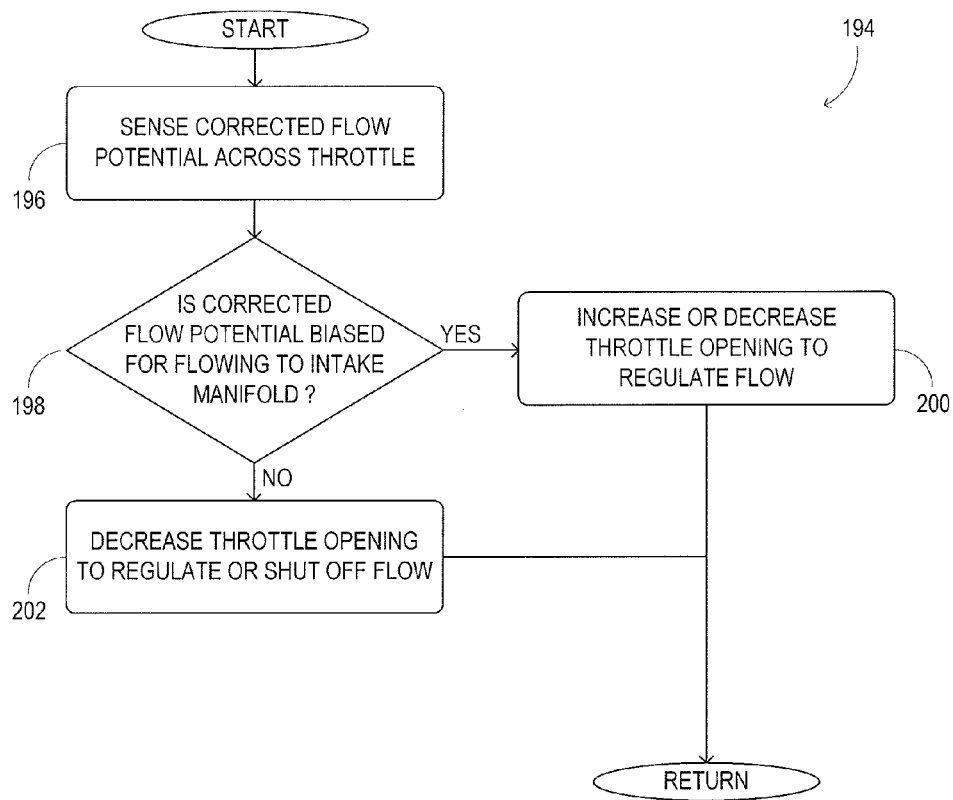 START
194
SENSE CORRECTED FLOW
POTENTIAL ACROSS THROTTLE
196
IS CORRECTED
FLOW POTENTIAL BIASED
FOR FLOWING TO INTAKE
MANIFOLD ?
198
YES
INCREASE OR DECREASE
THROTTLE OPENING TO
REGULATE FLOW
200
NO
DECREASE THROTTLE OPENING
TO REGULATE OR SHUT OFF FLOW
202
RETURN